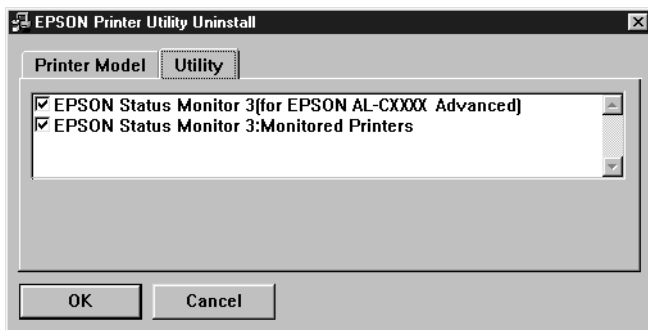 EPSON Printer Utility Uninstall
Printer Model
Utility
EPSON Status Monitor 3(for EPSON AL-CXXXX Advanced)
EPSON Status Monitor 3:Monitored Printers
OK
Cancel